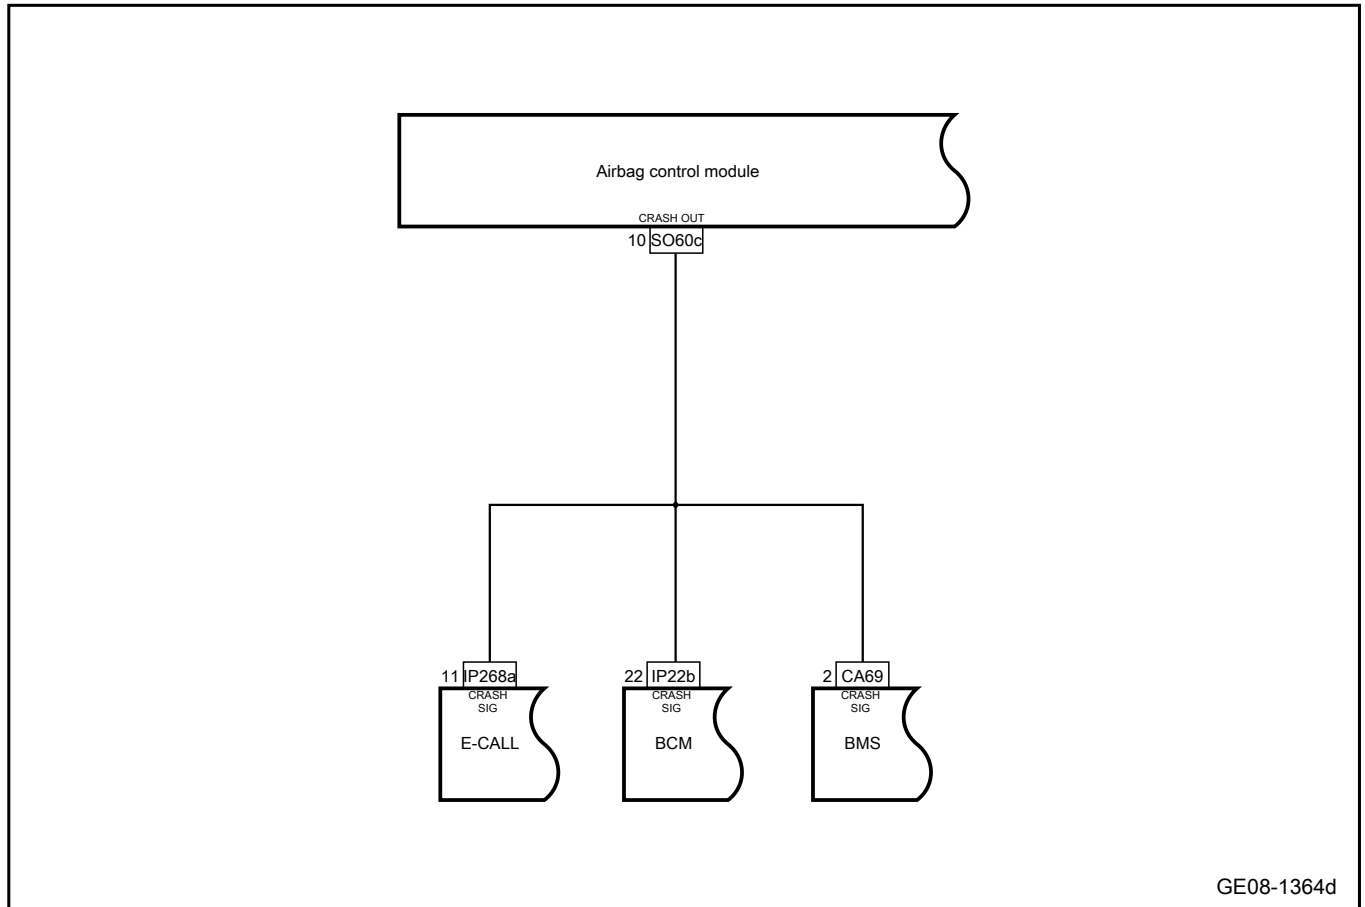 Airbag control module
CRASH OUT
10 SO60c
11 IP268a
CRASH
SIG
E-CALL
22 IP22b
CRASH
SIG
BCM
2 CA69
CRASH
SIG
BMS
GE08-1364d